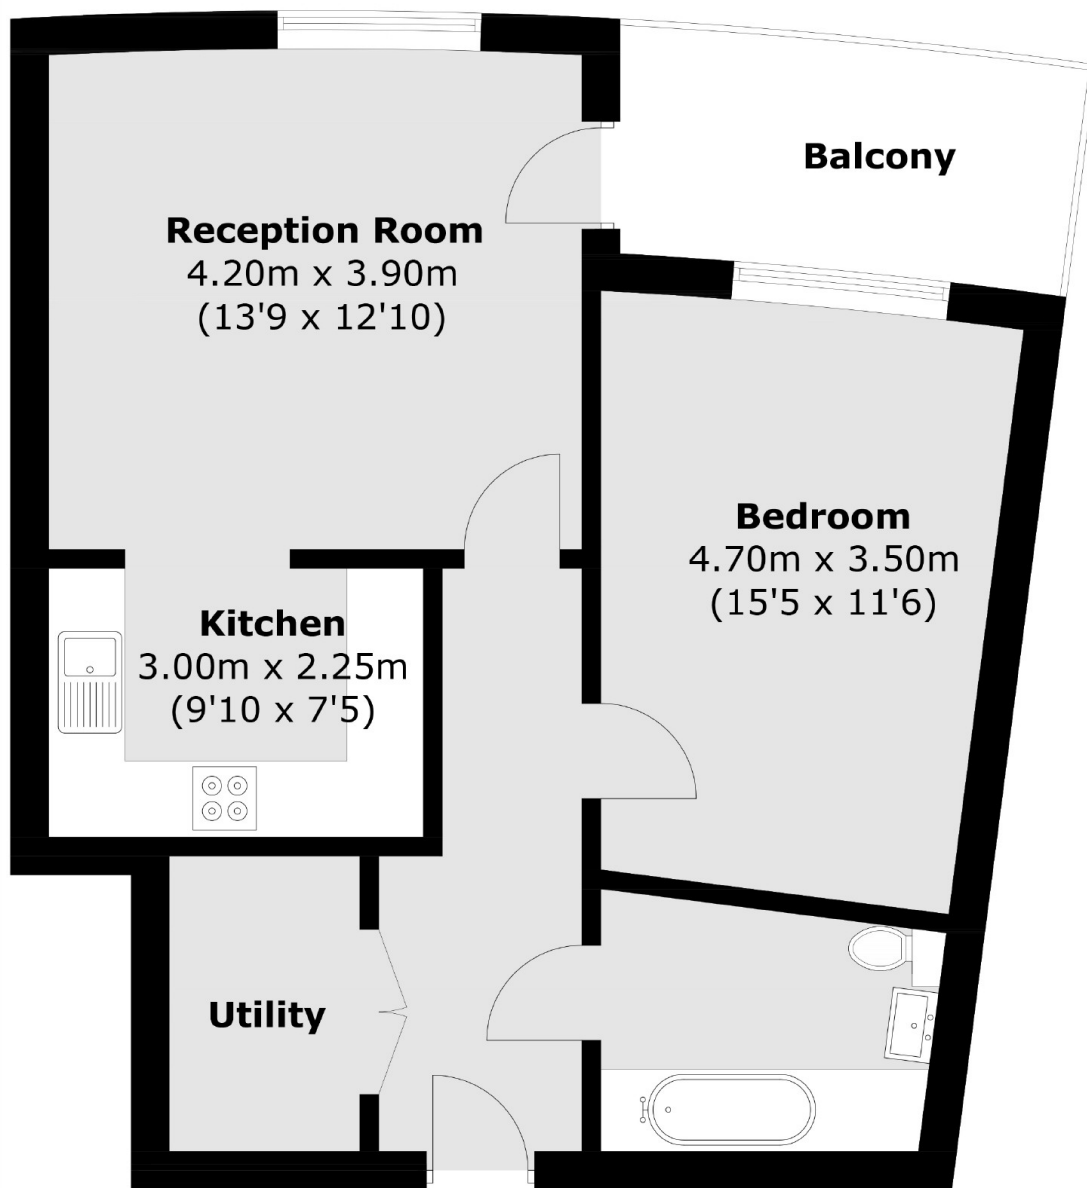 Balcony
Reception Room
4.20m x 3.90m
(13'9 x 12'10)
Bedroom
4.70m x 3.50m
(15'5 x 11'6)
Kitchen
3.00m x 2.25m
(9'10 x 7'5)
Utility